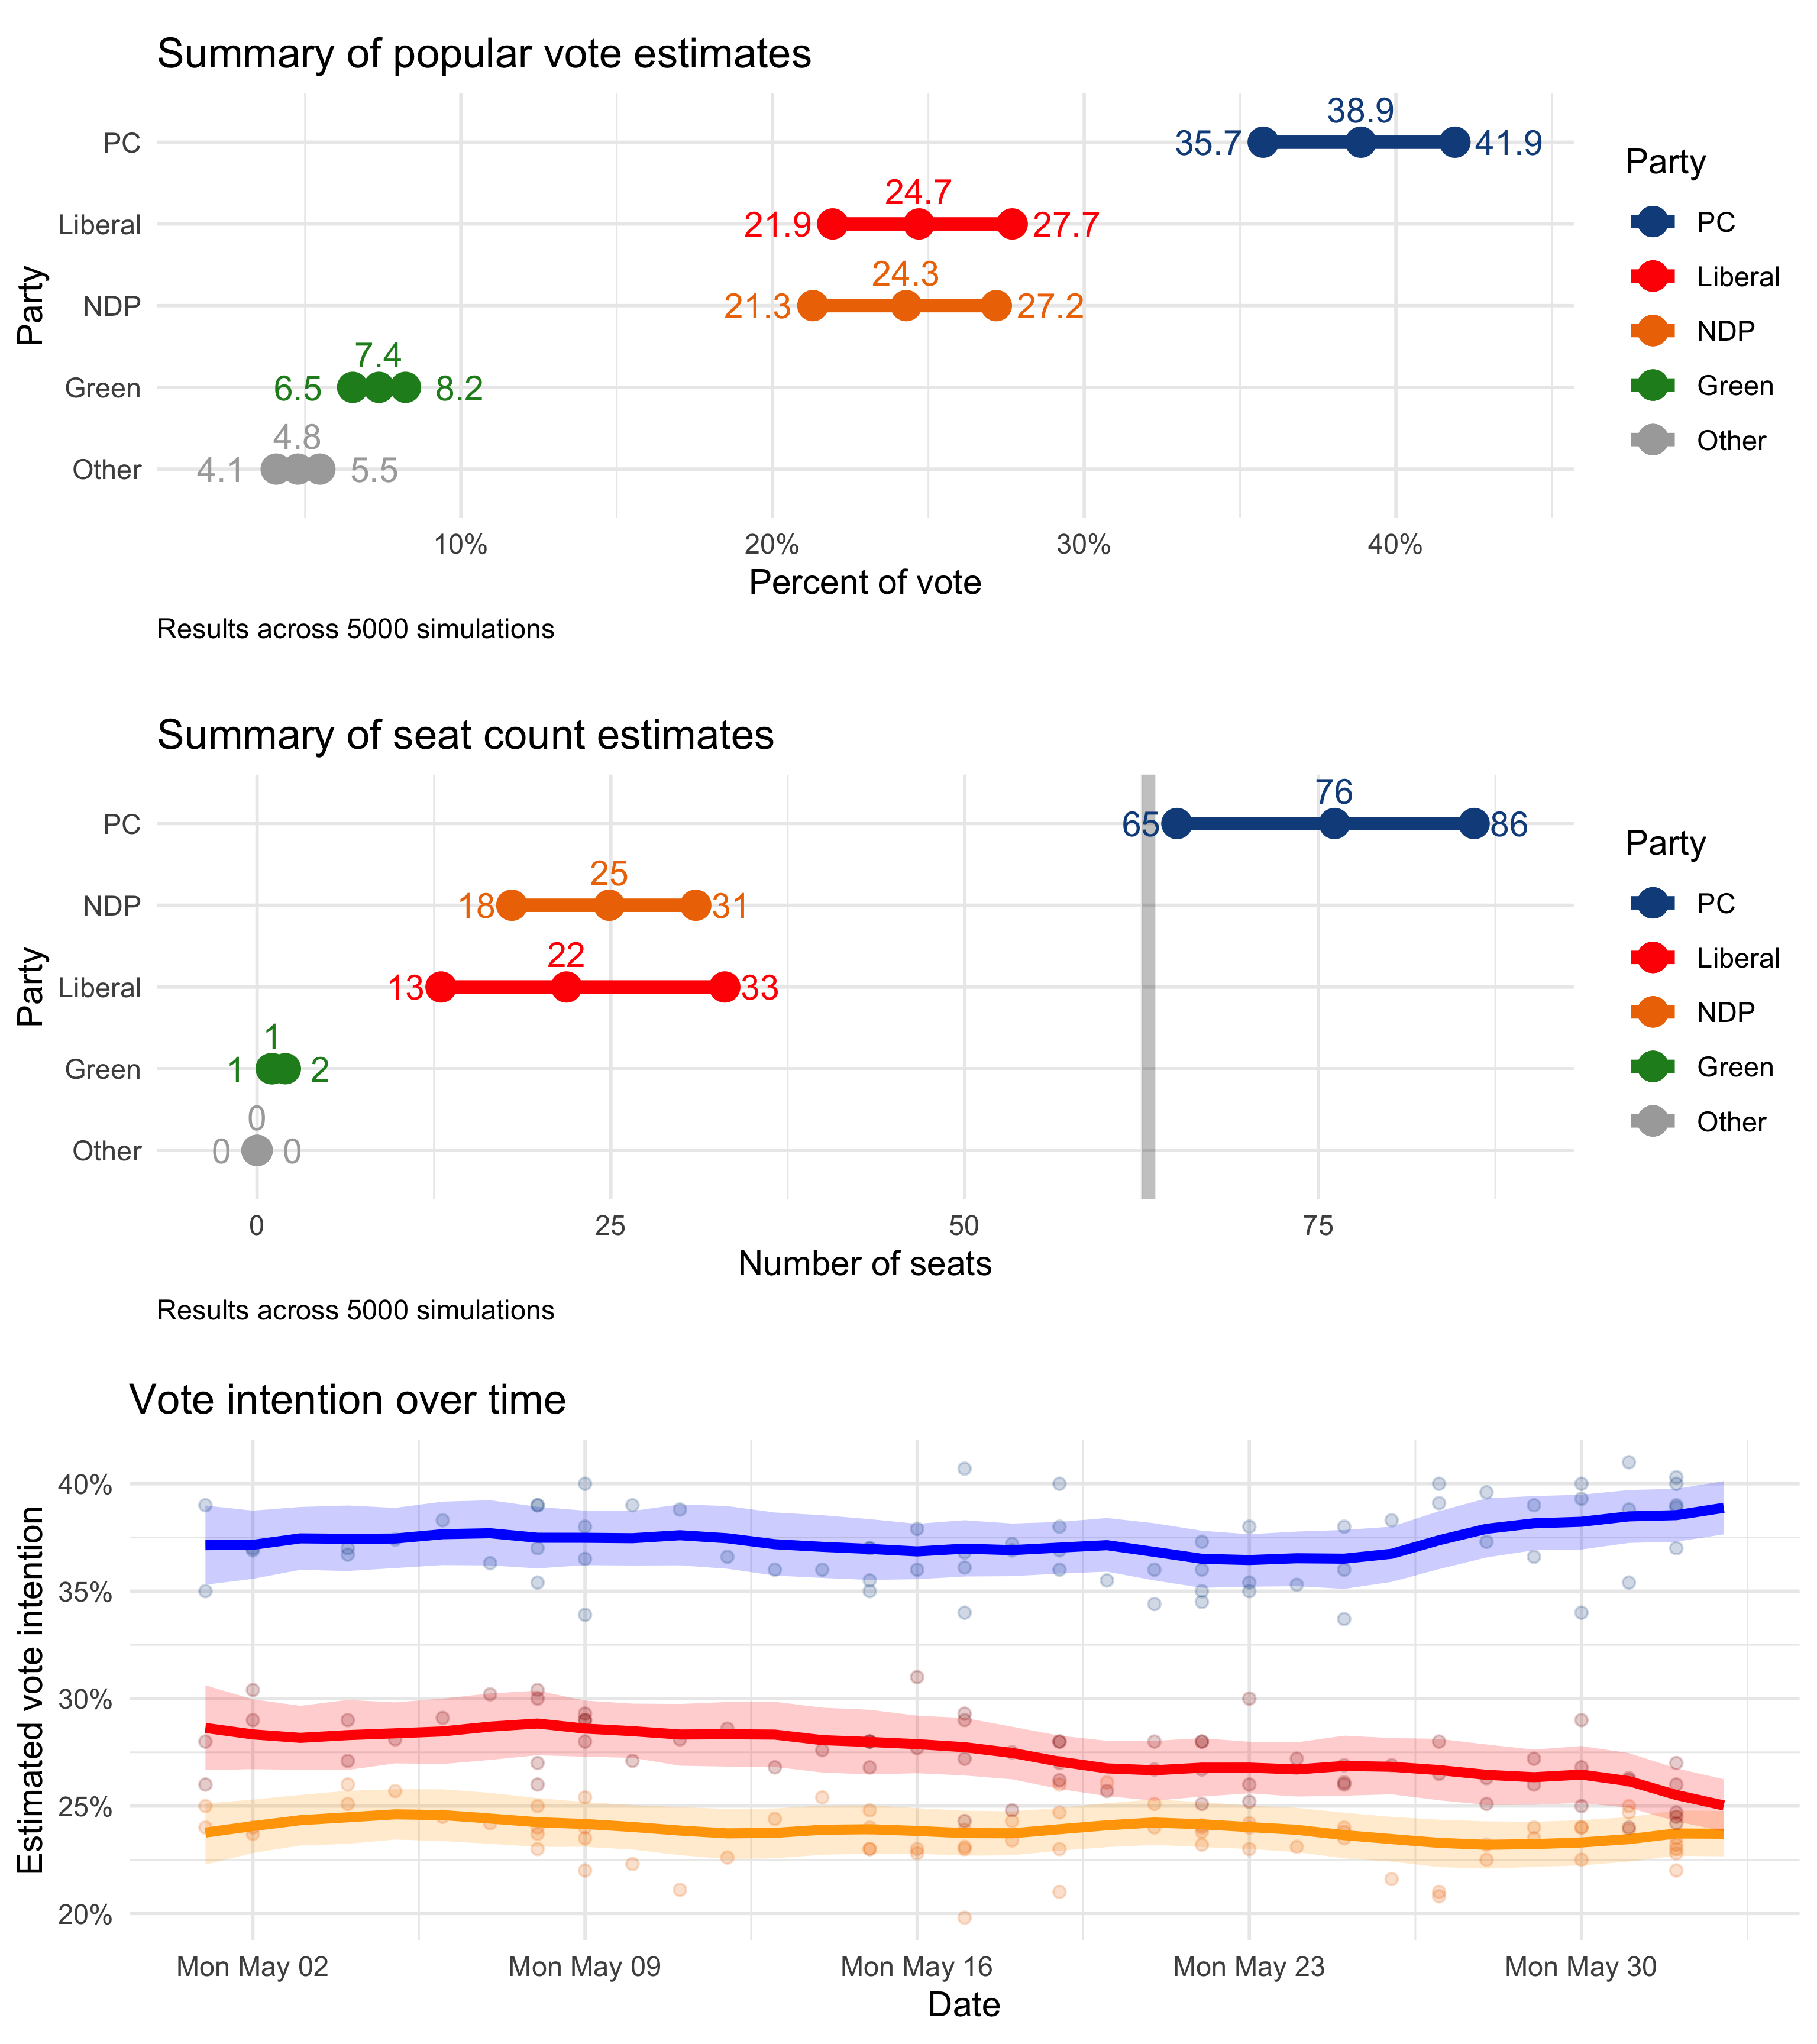 Summary of popular vote estimates
38.9
PC 35.7 41.9
24.7
Liberal 21.9 27.7
24.3
NDP 21.3 27.2
7.4
Green 6.5 8.2
4.8
Other 4.1 5.5
Party
10% 20% 30% 40%
Percent of vote
Results across 5000 simulations
Party
PC
Liberal
NDP
Green
Other
Summary of seat count estimates
76
PC 65 86
25
NDP 18 31
22
Liberal 13 33
1
Green 1 2
0
Other 0 0
Party
0 25 50 75
Number of seats
Results across 5000 simulations
Party
PC
Liberal
NDP
Green
Other
Vote intention over time
40%
35%
30%
25%
20%
Estimated vote intention
Mon May 02 Mon May 09 Mon May 16 Mon May 23 Mon May 30
Date